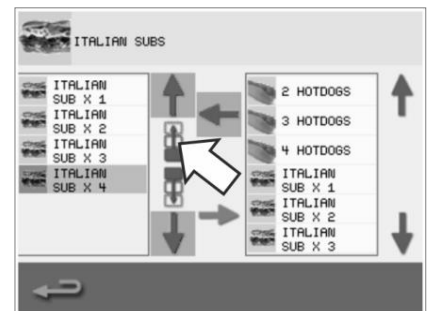 ITALIAN SUBS
ITALIAN
SUB X 1
ITALIAN
SUB X 2
ITALIAN
SUB X 3
ITALIAN
SUB X 4
2 HOTDOGS
3 HOTDOGS
4 HOTDOGS
ITALIAN
SUB X 1
ITALIAN
SUB X 2
ITALIAN
SUB X 3